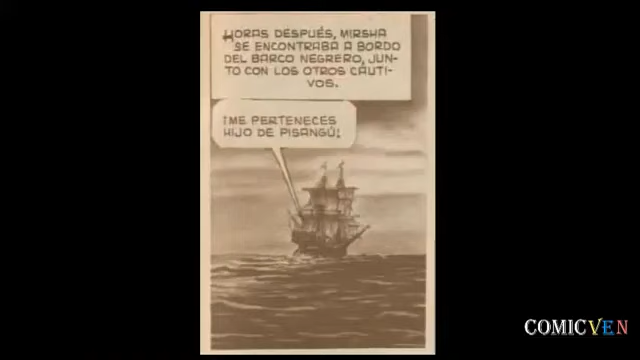 HORAS DESPUÉS, MIRSHA
SE ENCONTRABA A BORDO
DEL BARCO NEGRERO, JUN-
TO CON LOS OTROS CAUTI-
VOS.
¡ME PERTENECES
HIJO DE PISANGÚ!
COMICVEN